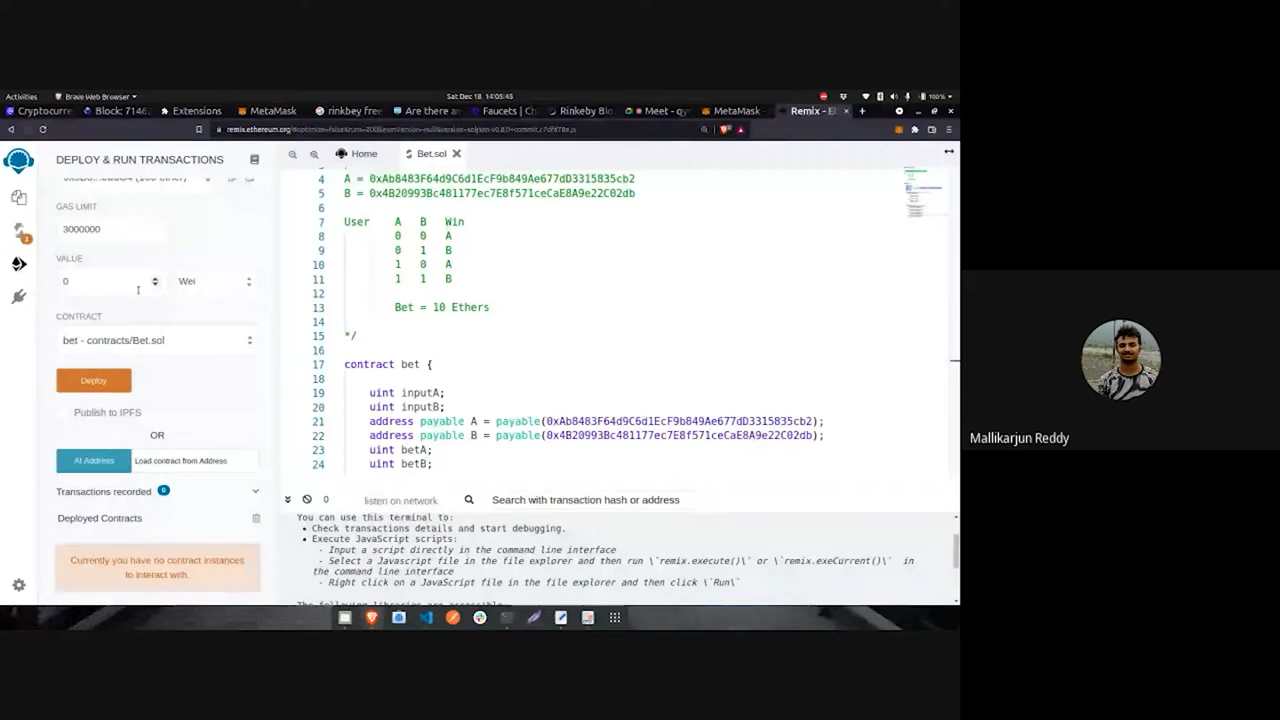 Activities
Brave Web Browser
Sat Dec 18 14:05:45
100%
Cryptocurre
Block: 7146
Extensions
MetaMask
rinkbey free
Are there a
Faucets | Ch
Rinkeby Blo
Meet - qy
MetaMask
Remix - E
DEPLOY & RUN TRANSACTIONS
Home
Bet.sol
GAS LIMIT
3000000
VALUE
0
Wei
CONTRACT
bet - contracts/Bet.sol
Deploy
Publish to IPFS
OR
At Address
Load contract from Address
Transactions recorded 0
Deployed Contracts
Currently you have no contract instances
to interact with.
4 A = 0xAb8483F64d9C6d1EcF9b849Ae677dD3315835cb2
5 B = 0x4B20993Bc481177ec7E8f571ceCaE8A9e22C02db
6
7 User A B Win
8 0 0 A
9 0 1 B
10 1 0 A
11 1 1 B
12
13 Bet = 10 Ethers
14
15 */
16
17 contract bet {
18
19 uint inputA;
20 uint inputB;
21 address payable A = payable(0xAb8483F64d9C6d1EcF9b849Ae677dD3315835cb2);
22 address payable B = payable(0x4B20993Bc481177ec7E8f571ceCaE8A9e22C02db);
23 uint betA;
24 uint betB;
0
listen on network
Search with transaction hash or address
You can use this terminal to:
• Check transactions details and start debugging.
• Execute JavaScript scripts:
- Input a script directly in the command line interface
- Select a Javascript file in the file explorer and then run \`remix.execute()\` or \`remix.exeCurrent()\` in
the command line interface
- Right click on a JavaScript file in the file explorer and then click \`Run\`
The following libraries are accessible:
Mallikarjun Reddy